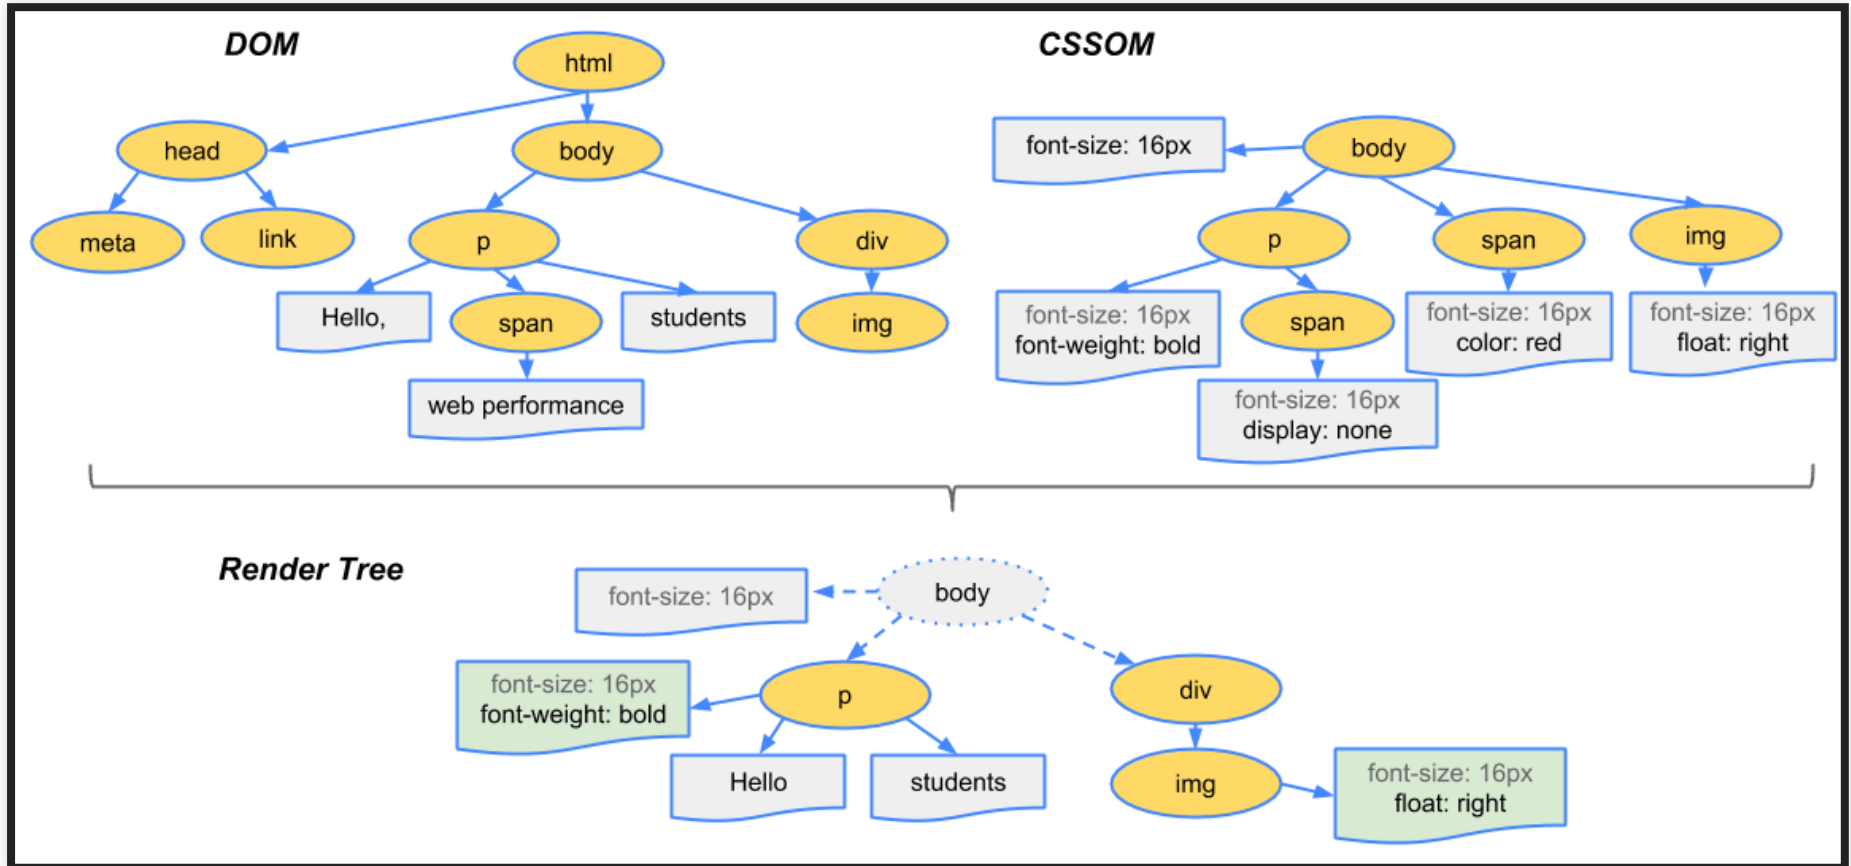 DOM
CSSOM
html
head
body
meta
link
p
div
Hello,
span
students
img
web performance
font-size: 16px
body
p
span
img
font-size: 16px
font-weight: bold
span
font-size: 16px
color: red
font-size: 16px
float: right
font-size: 16px
display: none
Render Tree
font-size: 16px
body
font-size: 16px
font-weight: bold
p
div
Hello
students
img
font-size: 16px
float: right